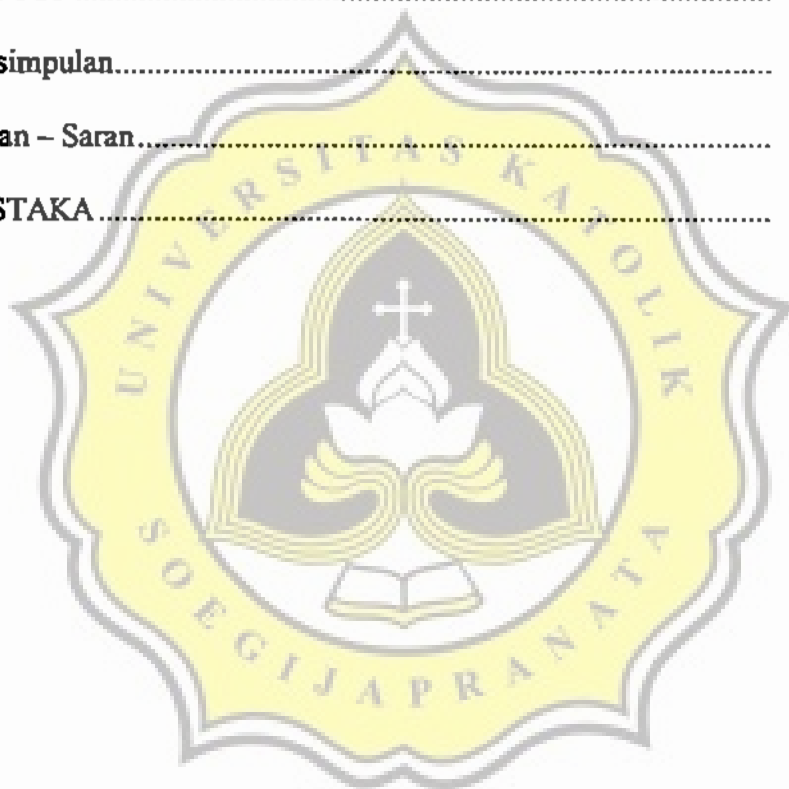 simpulan..........................................................................
an – Saran......................................................................
STAKA...........................................................................
UNIVERSITAS KATOLIK
SOEGIJAPRANATA